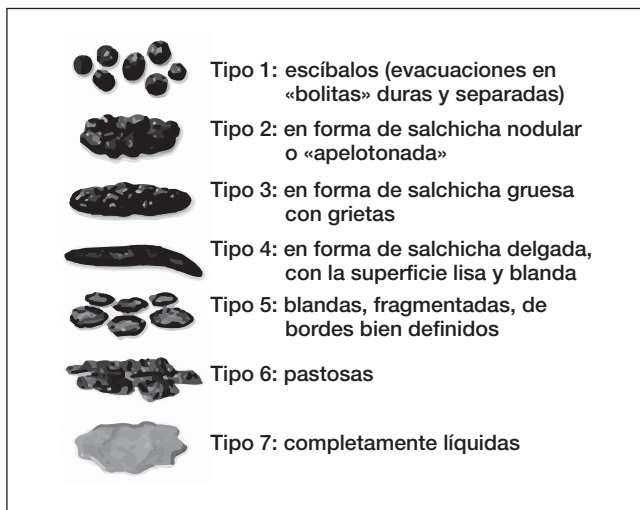 Tipo 1: escíbalos (evacuaciones en
«bolitas» duras y separadas)
Tipo 2: en forma de salchicha nodular
o «apelotonada»
Tipo 3: en forma de salchicha gruesa
con grietas
Tipo 4: en forma de salchicha delgada,
con la superficie lisa y blanda
Tipo 5: blandas, fragmentadas, de
bordes bien definidos
Tipo 6: pastosas
Tipo 7: completamente líquidas